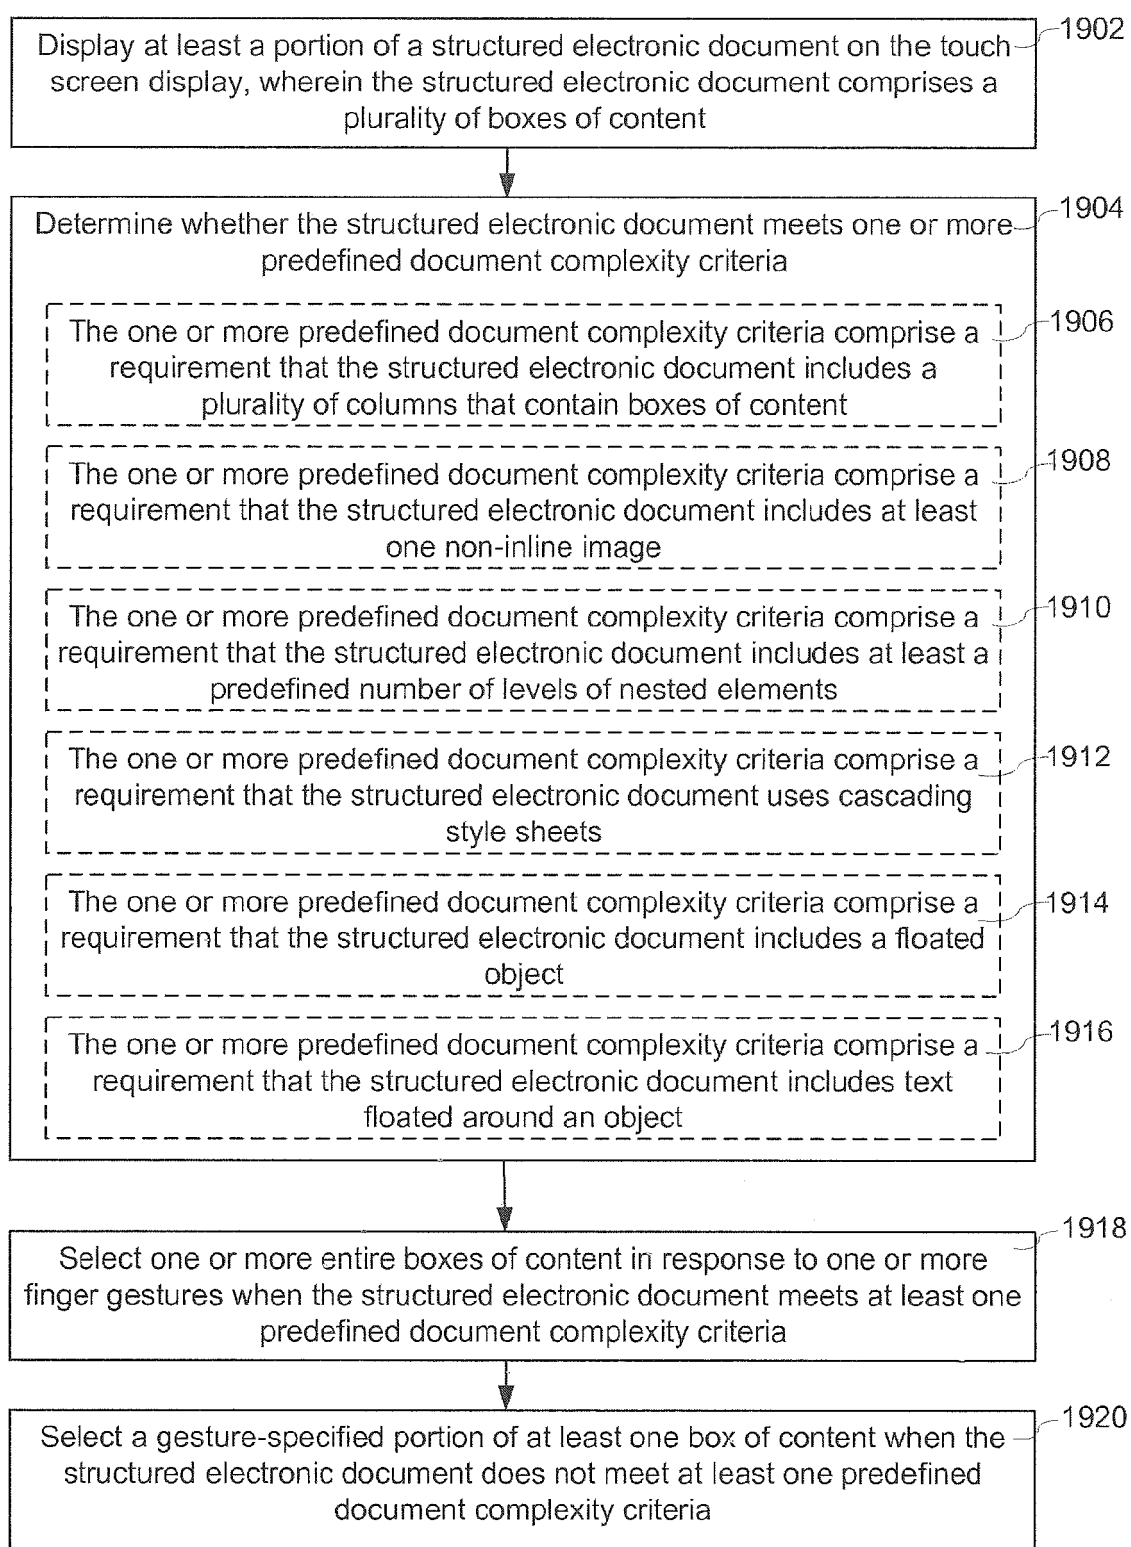 Display at least a portion of a structured electronic document on the touch
screen display, wherein the structured electronic document comprises a
plurality of boxes of content
1902
Determine whether the structured electronic document meets one or more
predefined document complexity criteria
1904
The one or more predefined document complexity criteria comprise a
requirement that the structured electronic document includes a
plurality of columns that contain boxes of content
1906
The one or more predefined document complexity criteria comprise a
requirement that the structured electronic document includes at least
one non-inline image
1908
The one or more predefined document complexity criteria comprise a
requirement that the structured electronic document includes at least a
predefined number of levels of nested elements
1910
The one or more predefined document complexity criteria comprise a
requirement that the structured electronic document uses cascading
style sheets
1912
The one or more predefined document complexity criteria comprise a
requirement that the structured electronic document includes a floated
object
1914
The one or more predefined document complexity criteria comprise a
requirement that the structured electronic document includes text
floated around an object
1916
Select one or more entire boxes of content in response to one or more
finger gestures when the structured electronic document meets at least one
predefined document complexity criteria
1918
Select a gesture-specified portion of at least one box of content when the
structured electronic document does not meet at least one predefined
document complexity criteria
1920